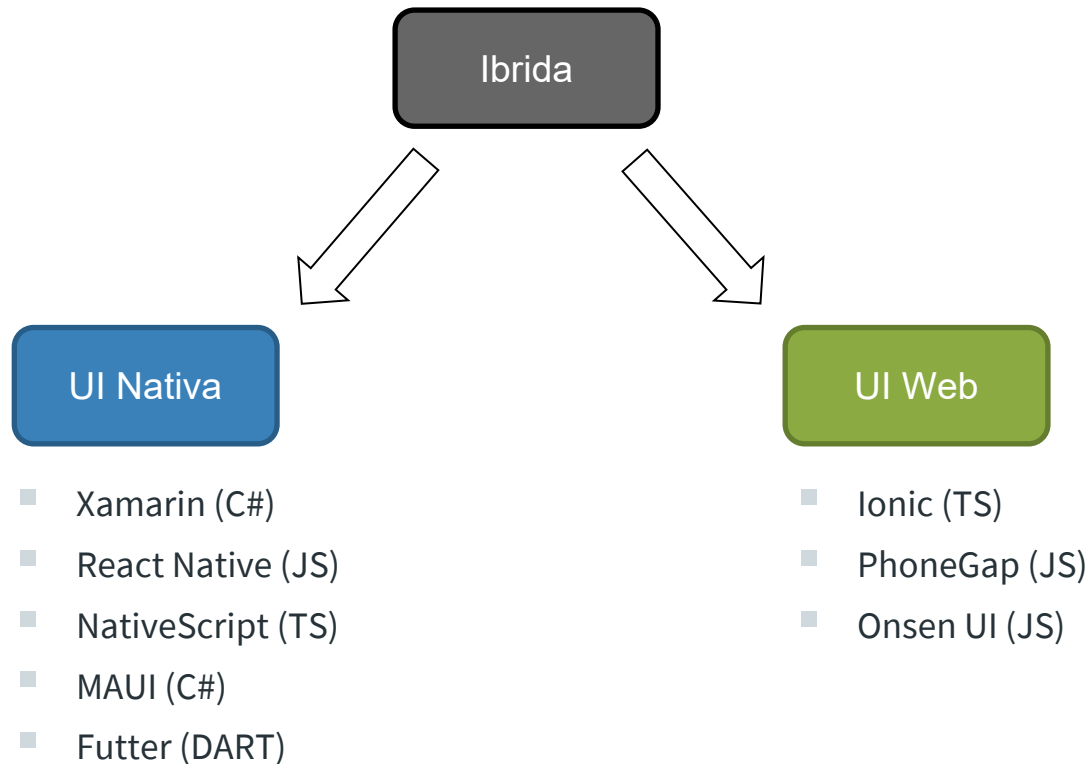 Ibrida
UI Nativa
UI Web
Xamarin (C#)
React Native (JS)
NativeScript (TS)
MAUI (C#)
Futter (DART)
Ionic (TS)
PhoneGap (JS)
Onsen UI (JS)